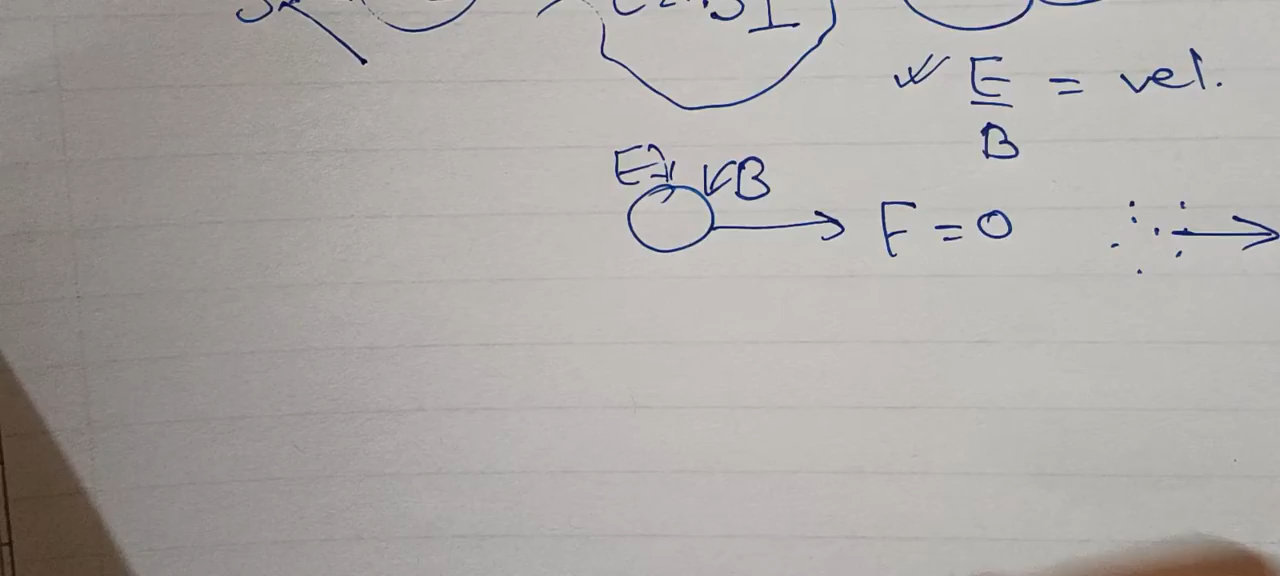 E = vel.
B
E B
F = 0